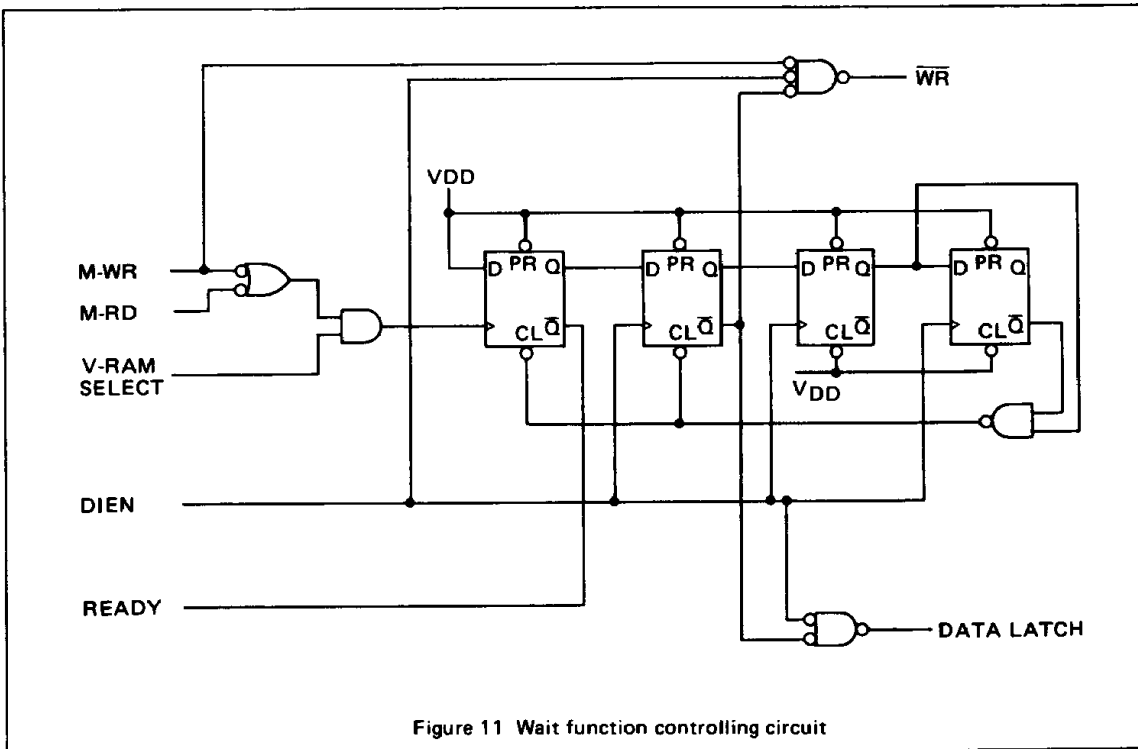 W̅R̅
VDD
D PR Q
CL Q̅
D PR Q
CL Q̅
D PR Q
CL Q̅
D PR Q
CL Q̅
M-WR
M-RD
V-RAM
SELECT
VDD
DIEN
READY
DATA LATCH
Figure 11 Wait function controlling circuit